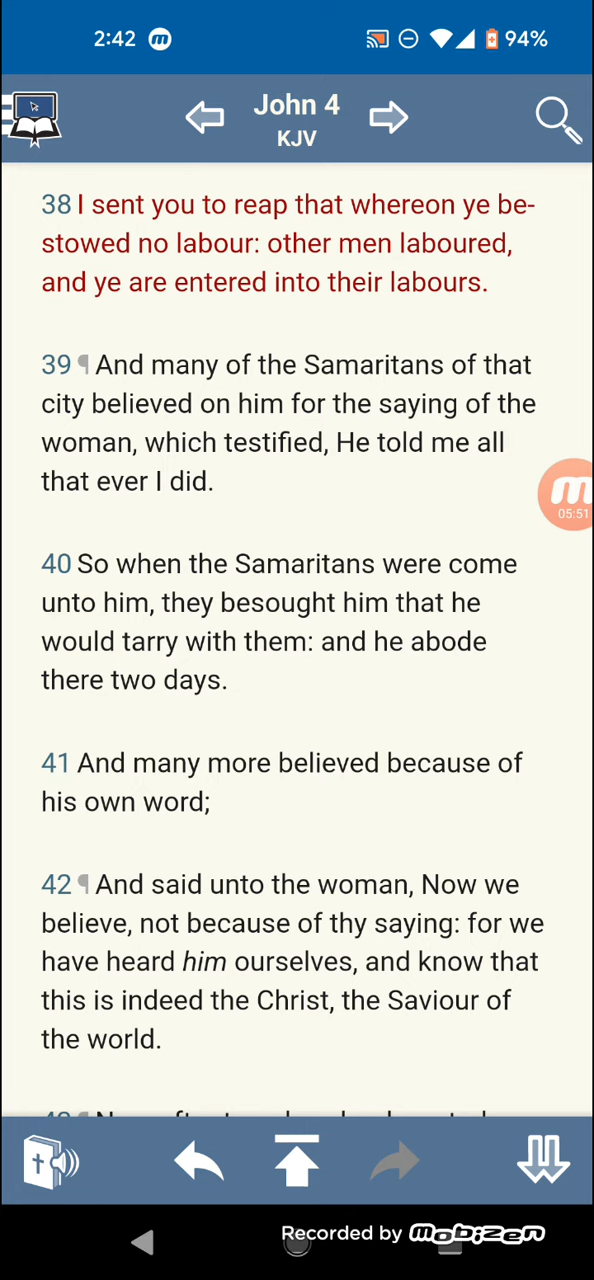 2:42 m 94%
John 4
KJV
38 I sent you to reap that whereon ye be-
stowed no labour: other men laboured,
and ye are entered into their labours.
39 ¶ And many of the Samaritans of that
city believed on him for the saying of the
woman, which testified, He told me all
that ever I did.
m
05:51
40 So when the Samaritans were come
unto him, they besought him that he
would tarry with them: and he abode
there two days.
41 And many more believed because of
his own word;
42 ¶ And said unto the woman, Now we
believe, not because of thy saying: for we
have heard him ourselves, and know that
this is indeed the Christ, the Saviour of
the world.
Recorded by mobizen